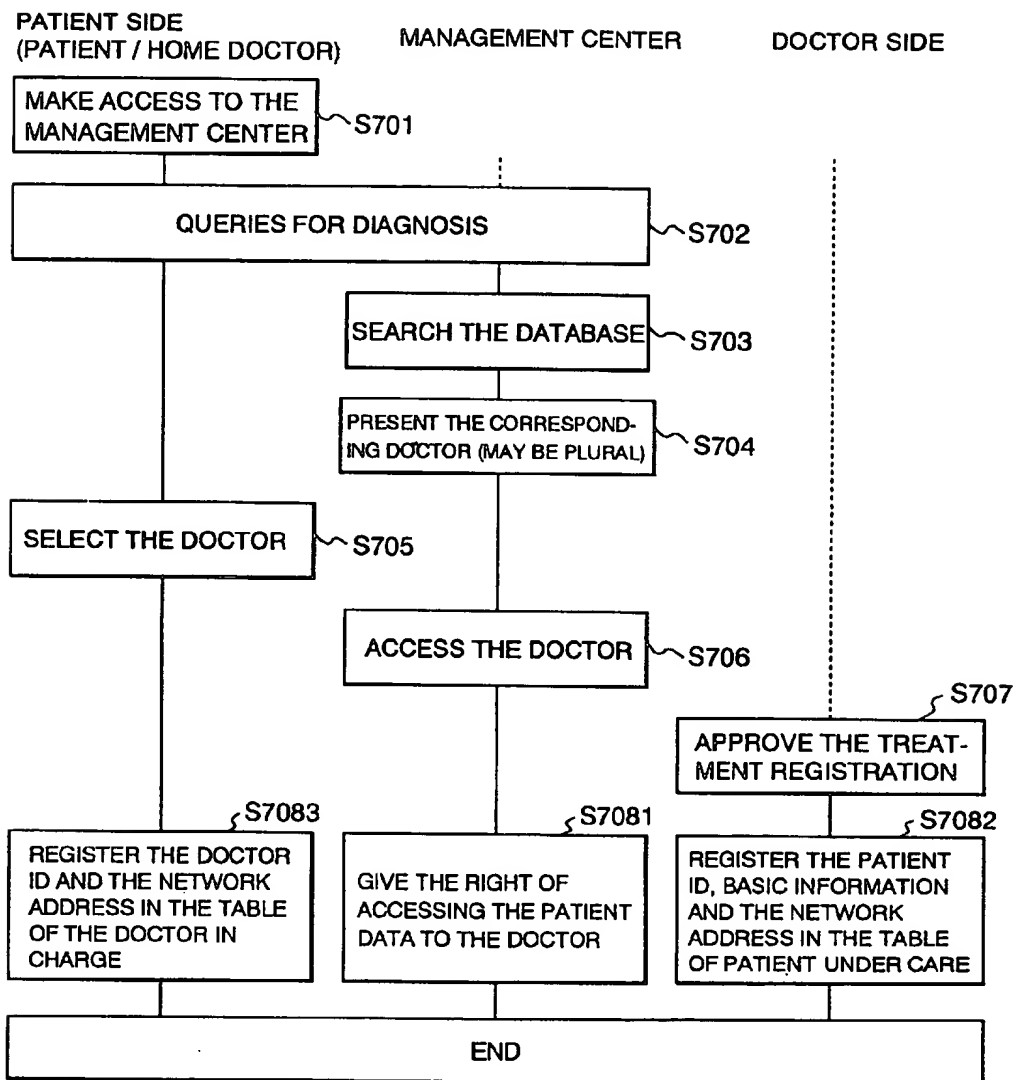 PATIENT SIDE
(PATIENT / HOME DOCTOR)
MANAGEMENT CENTER
DOCTOR SIDE
MAKE ACCESS TO THE
MANAGEMENT CENTER
S701
QUERIES FOR DIAGNOSIS
S702
SEARCH THE DATABASE
S703
PRESENT THE CORRESPOND-
ING DOCTOR (MAY BE PLURAL)
S704
SELECT THE DOCTOR
S705
ACCESS THE DOCTOR
S706
S707
APPROVE THE TREAT-
MENT REGISTRATION
S7083
REGISTER THE DOCTOR
ID AND THE NETWORK
ADDRESS IN THE TABLE
OF THE DOCTOR IN
CHARGE
S7081
GIVE THE RIGHT OF
ACCESSING THE PATIENT
DATA TO THE DOCTOR
S7082
REGISTER THE PATIENT
ID, BASIC INFORMATION
AND THE NETWORK
ADDRESS IN THE TABLE
OF PATIENT UNDER CARE
END